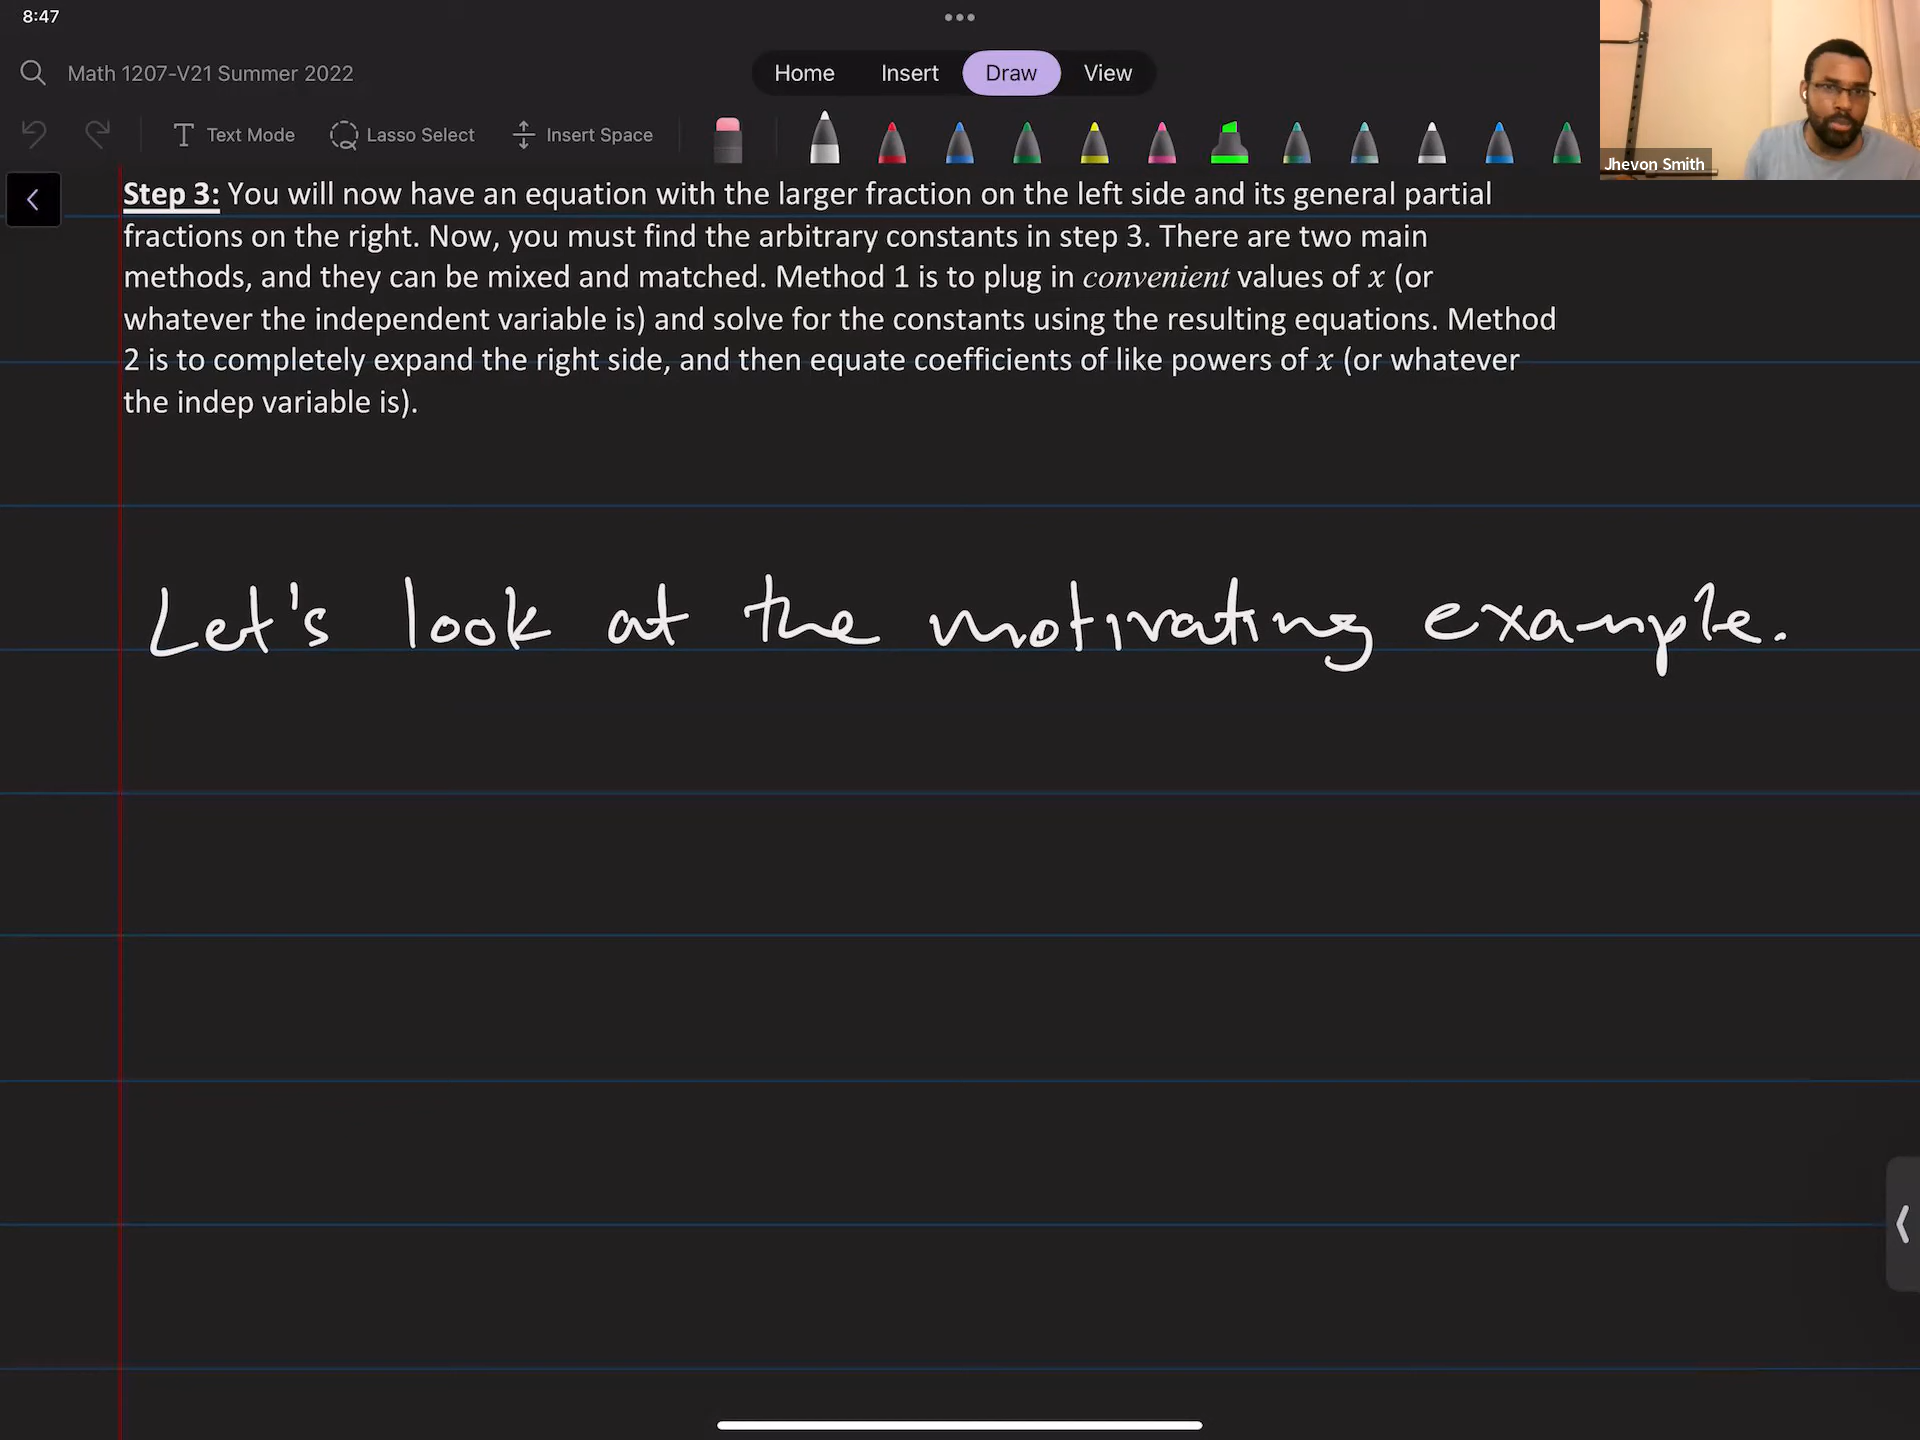 8:47
Math 1207-V21 Summer 2022
Home Insert Draw View
Text Mode Lasso Select Insert Space
Jhevon Smith
Step 3: You will now have an equation with the larger fraction on the left side and its general partial
fractions on the right. Now, you must find the arbitrary constants in step 3. There are two main
methods, and they can be mixed and matched. Method 1 is to plug in convenient values of x (or
whatever the independent variable is) and solve for the constants using the resulting equations. Method
2 is to completely expand the right side, and then equate coefficients of like powers of x (or whatever
the indep variable is).
Let's look at the motivating example.